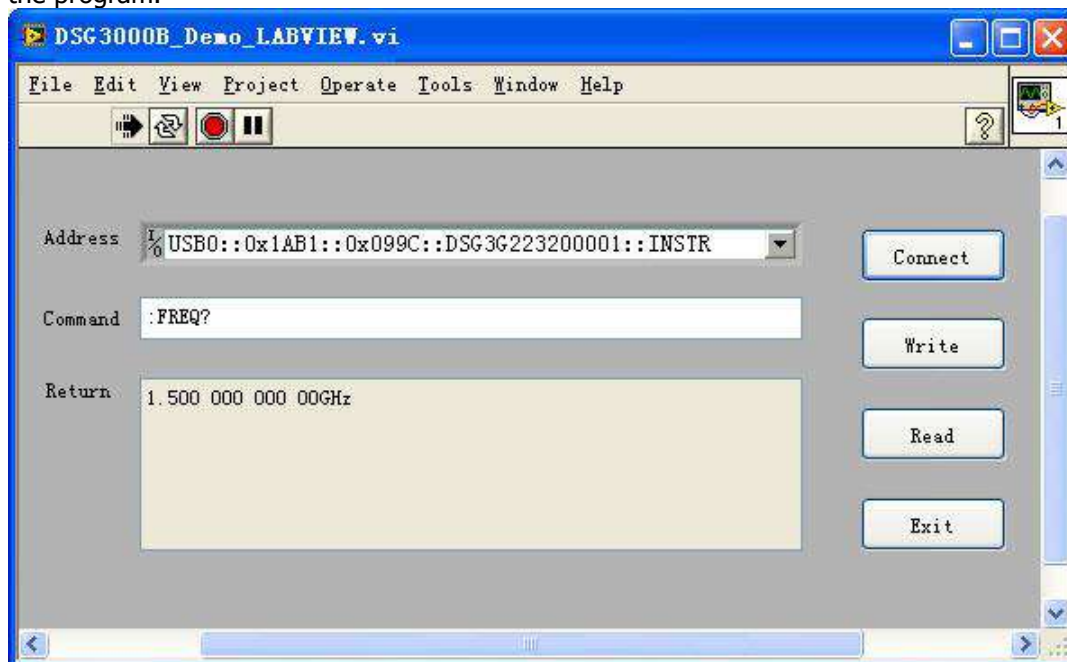 the program.
DSG3000B_Demo_LABVIEW.vi
File Edit View Project Operate Tools Window Help
1
Address USB0::0x1AB1::0x099C::DSG3G223200001::INSTR
Connect
Command :FREQ?
Write
Return 1.500 000 000 00GHz
Read
Exit